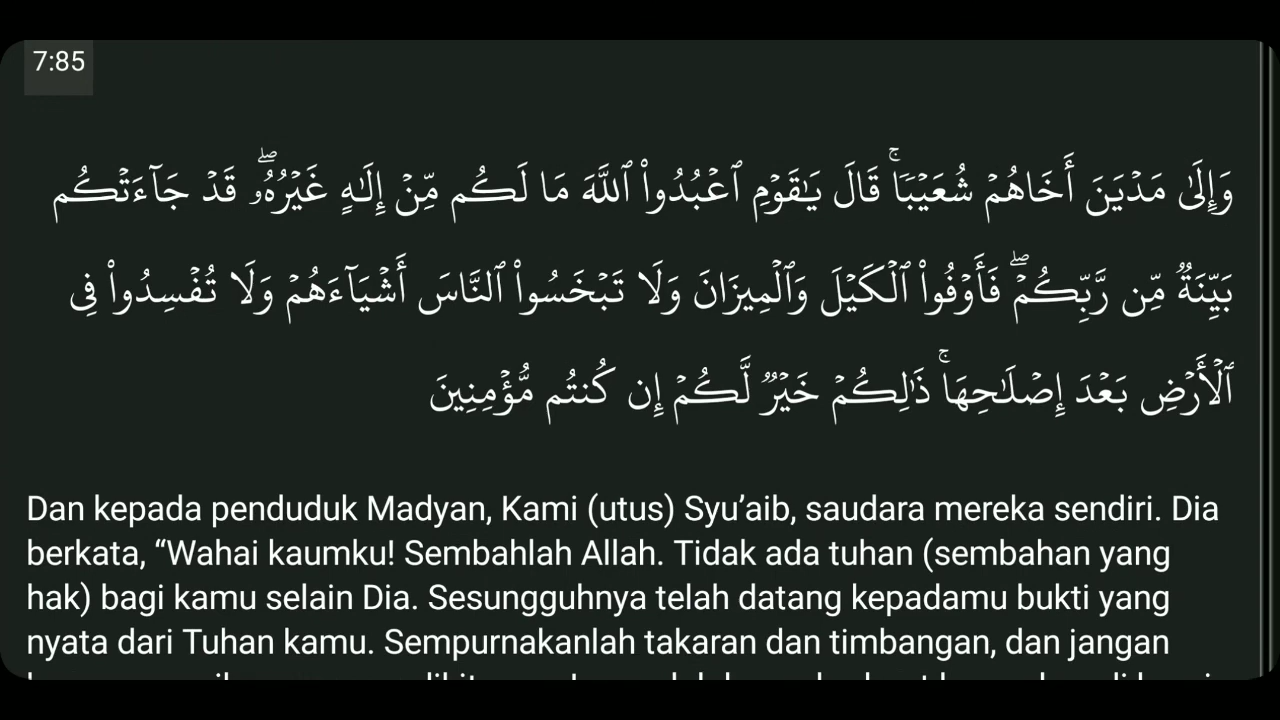 7:85
وَإِلَىٰ مَدۡيَنَ أَخَاهُمۡ شُعَيۡبٗاۚ قَالَ يَٰقَوۡمِ ٱعۡبُدُواْ ٱللَّهَ مَا لَكُم مِّنۡ إِلَٰهٍ غَيۡرُهُۥۖ قَدۡ جَآءَتۡكُم
بَيِّنَةٞ مِّن رَّبِّكُمۡۖ فَأَوۡفُواْ ٱلۡكَيۡلَ وَٱلۡمِيزَانَ وَلَا تَبۡخَسُواْ ٱلنَّاسَ أَشۡيَآءَهُمۡ وَلَا تُفۡسِدُواْ فِي
ٱلۡأَرۡضِ بَعۡدَ إِصۡلَٰحِهَاۚ ذَٰلِكُمۡ خَيۡرٞ لَّكُمۡ إِن كُنتُم مُّؤۡمِنِينَ
Dan kepada penduduk Madyan, Kami (utus) Syu’aib, saudara mereka sendiri. Dia
berkata, “Wahai kaumku! Sembahlah Allah. Tidak ada tuhan (sembahan yang
hak) bagi kamu selain Dia. Sesungguhnya telah datang kepadamu bukti yang
nyata dari Tuhan kamu. Sempurnakanlah takaran dan timbangan, dan jangan